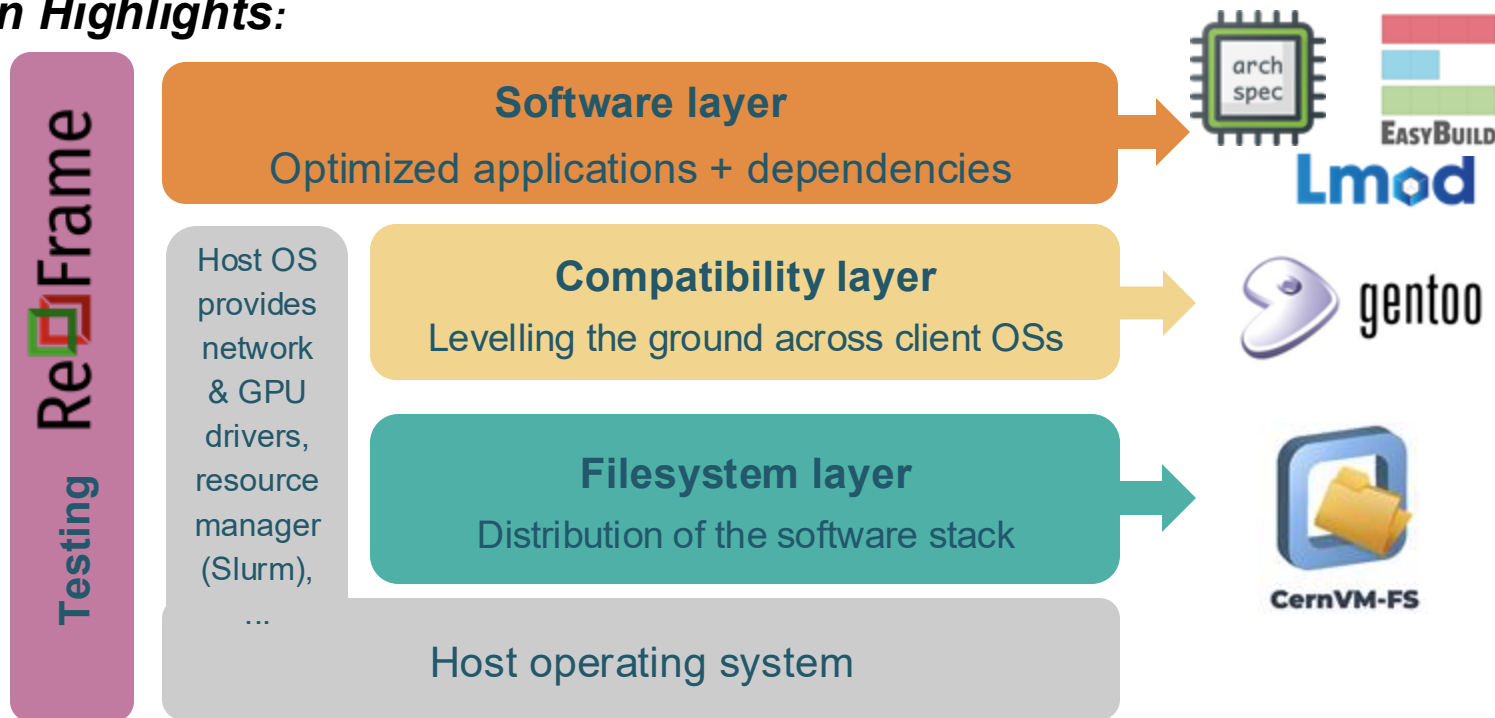 n Highlights:
ReFrame
Testing
Software layer
Optimized applications + dependencies
arch
spec
EASYBUILD
Lmod
Host OS
provides
network
& GPU
drivers,
resource
manager
(Slurm),
...
Compatibility layer
Levelling the ground across client OSs
gentoo
Filesystem layer
Distribution of the software stack
CernVM-FS
Host operating system